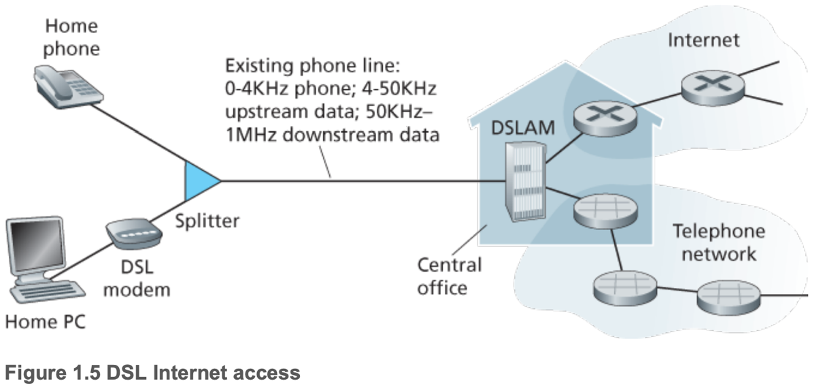 Home
phone
Existing phone line:
0-4KHz phone; 4-50KHz
upstream data; 50KHz–
1MHz downstream data
Internet
DSLAM
Splitter
DSL
modem
Home PC
Central
office
Telephone
network
Figure 1.5 DSL Internet access